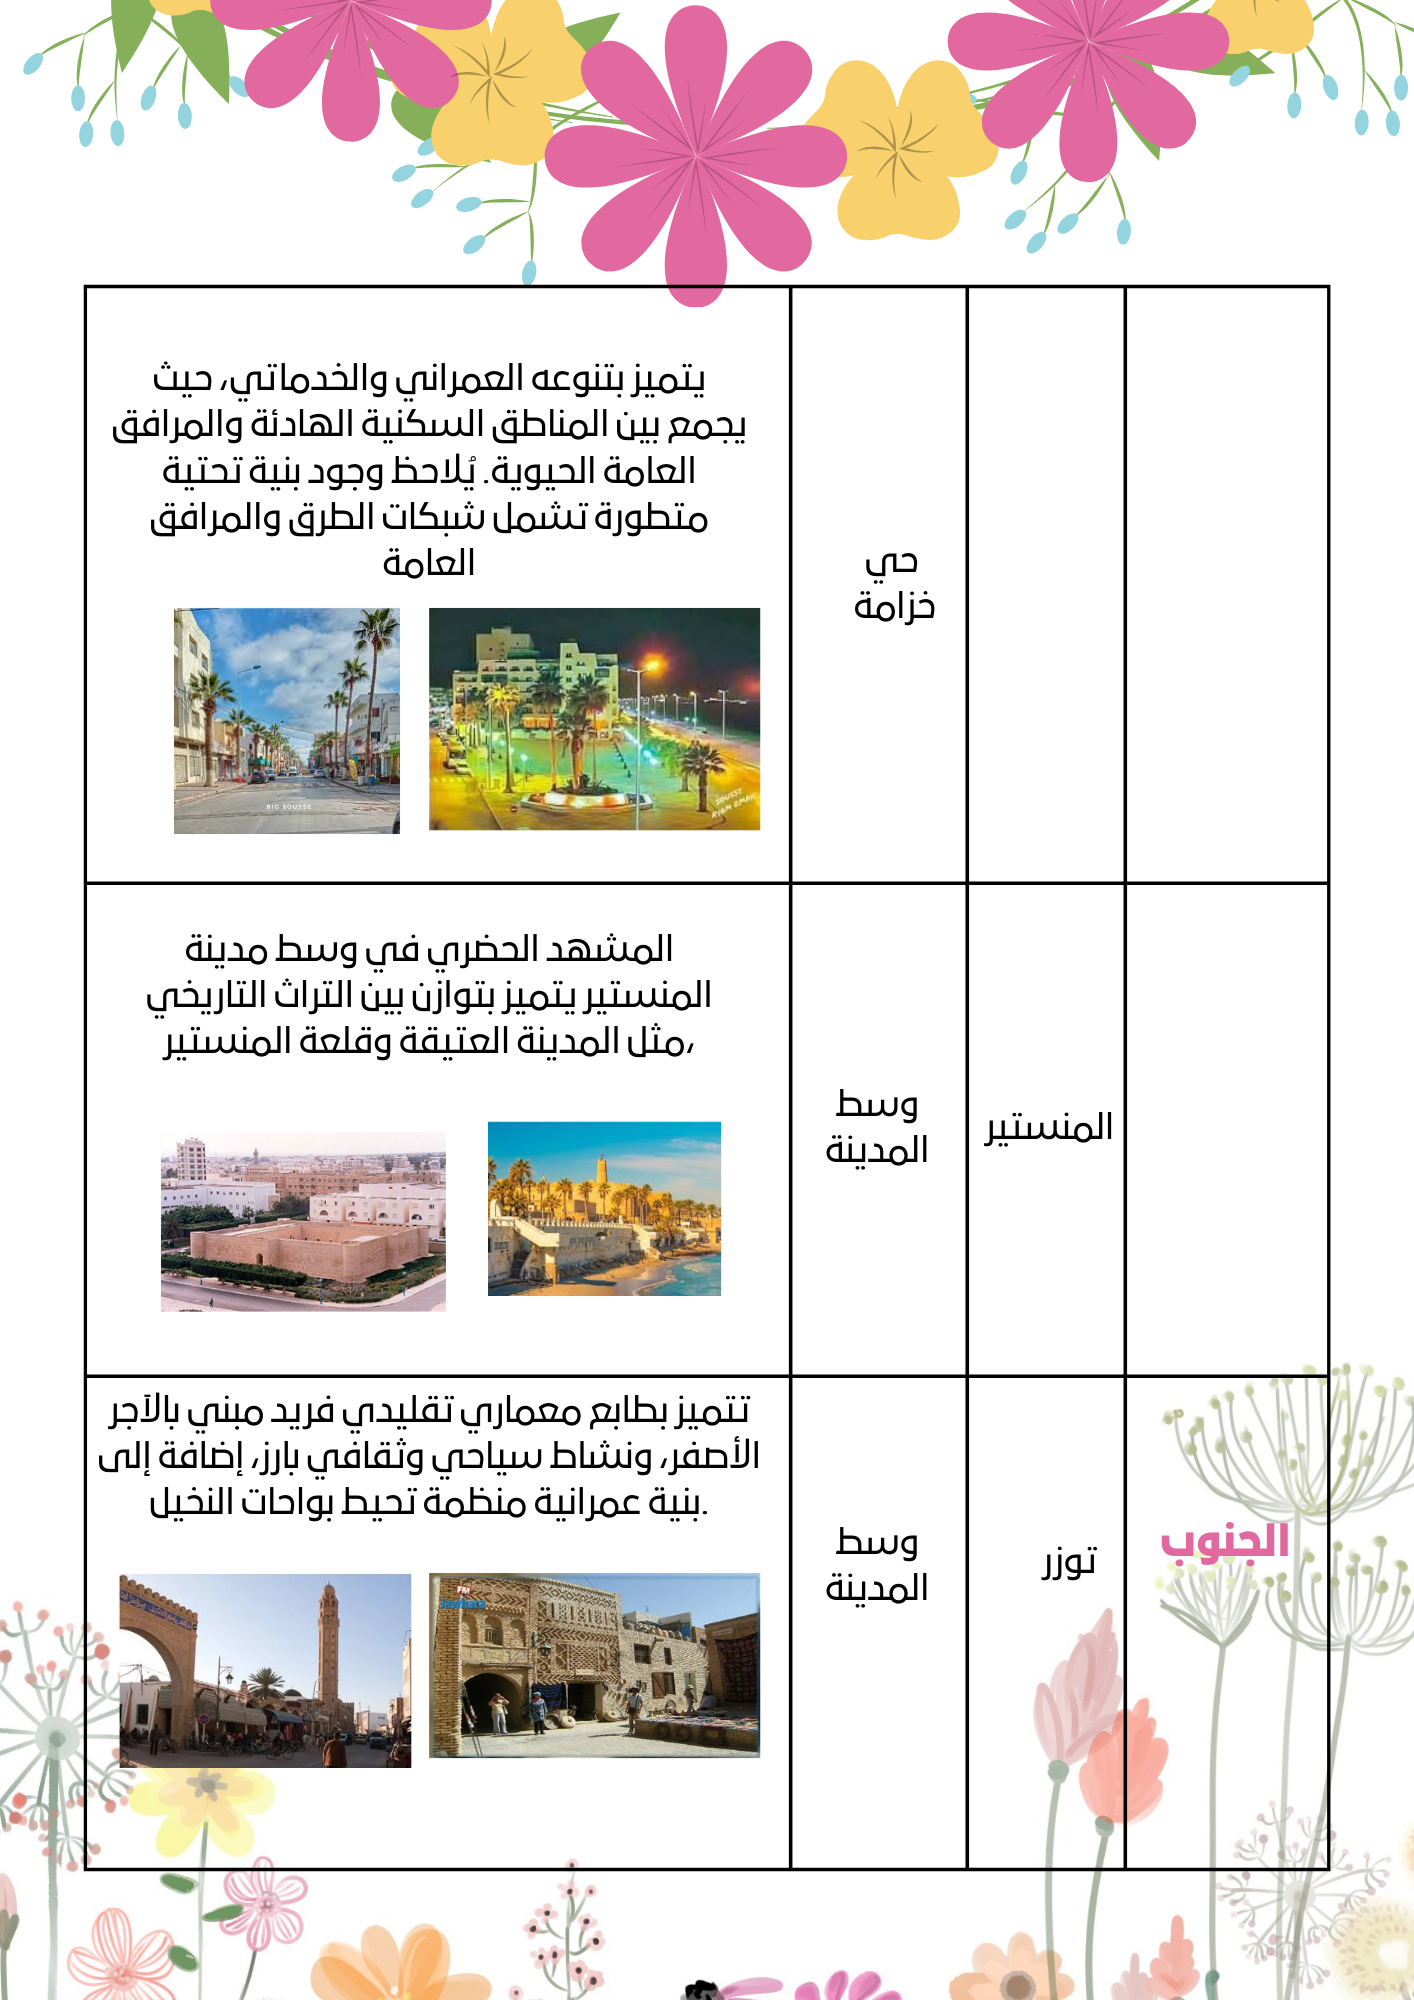 حي
خزامة
يتميز بتنوعه العمراني والخدماتي، حيث
يجمع بين المناطق السكنية الهادئة والمرافق
العامة الحيوية. يُلاحظ وجود بنية تحتية
متطورة تشمل شبكات الطرق والمرافق
العامة
SOUSSE
RYAM EMAN
BIG SOUSSE
المنستير
وسط
المدينة
المشهد الحضري في وسط مدينة
المنستير يتميز بتوازن بين التراث التاريخي
،مثل المدينة العتيقة وقلعة المنستير
الجنوب
توزر
وسط
المدينة
تتميز بطابع معماري تقليدي فريد مبني بالآجر
الأصفر، ونشاط سياحي وثقافي بارز، إضافة إلى
.بنية عمرانية منظمة تحيط بواحات النخيل
FM
Jawhara